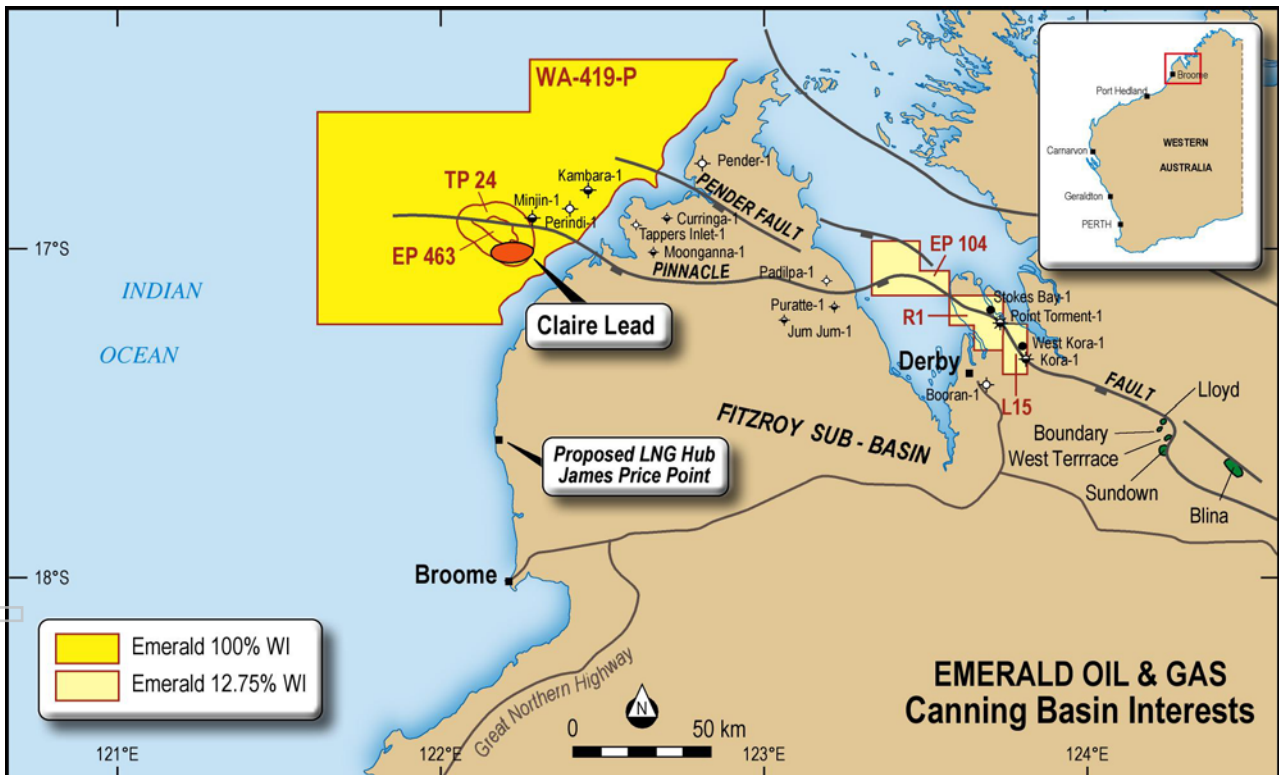 WA-419-P
Broome
Port Hedland
WESTERN
AUSTRALIA
Carnarvon
Geraldton
PERTH
Pender-1
TP 24
Kambara-1
Minjin-1
Perindi-1
PENDER FAULT
Curringa-1
Tappers Inlet-1
17°S
EP 463
Moonganna-1
PINNACLE
Padilpa-1
EP 104
INDIAN
OCEAN
Claire Lead
Puratte-1
Jum Jum-1
R1
Stokes Bay-1
Point Torment-1
West Kora-1
Kora-1
Derby
Booran-1
L15
FAULT
Lloyd
Boundary
West Terrrace
Sundown
Blina
FITZROY SUB - BASIN
Proposed LNG Hub
James Price Point
18°S
Broome
Emerald 100% WI
Emerald 12.75% WI
Great Northern Highway
N
0 50 km
EMERALD OIL & GAS
Canning Basin Interests
121°E
122°E
123°E
124°E